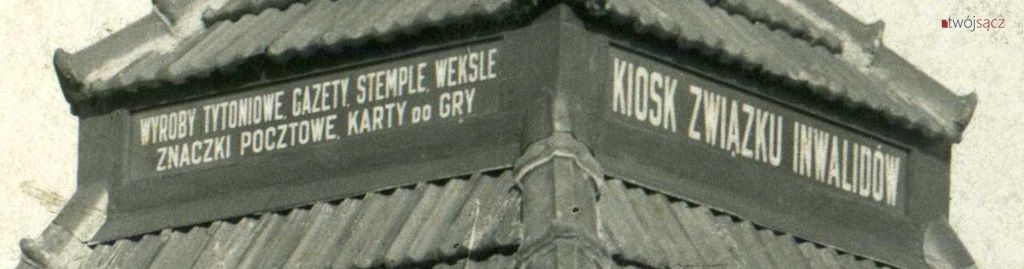 WYROBY TYTONIOWE, GAZETY, STEMPLE, WEKSLE
ZNACZKI POCZTOWE, KARTY DO GRY
KIOSK ZWIĄZKU INWALIDÓW
twójsącz